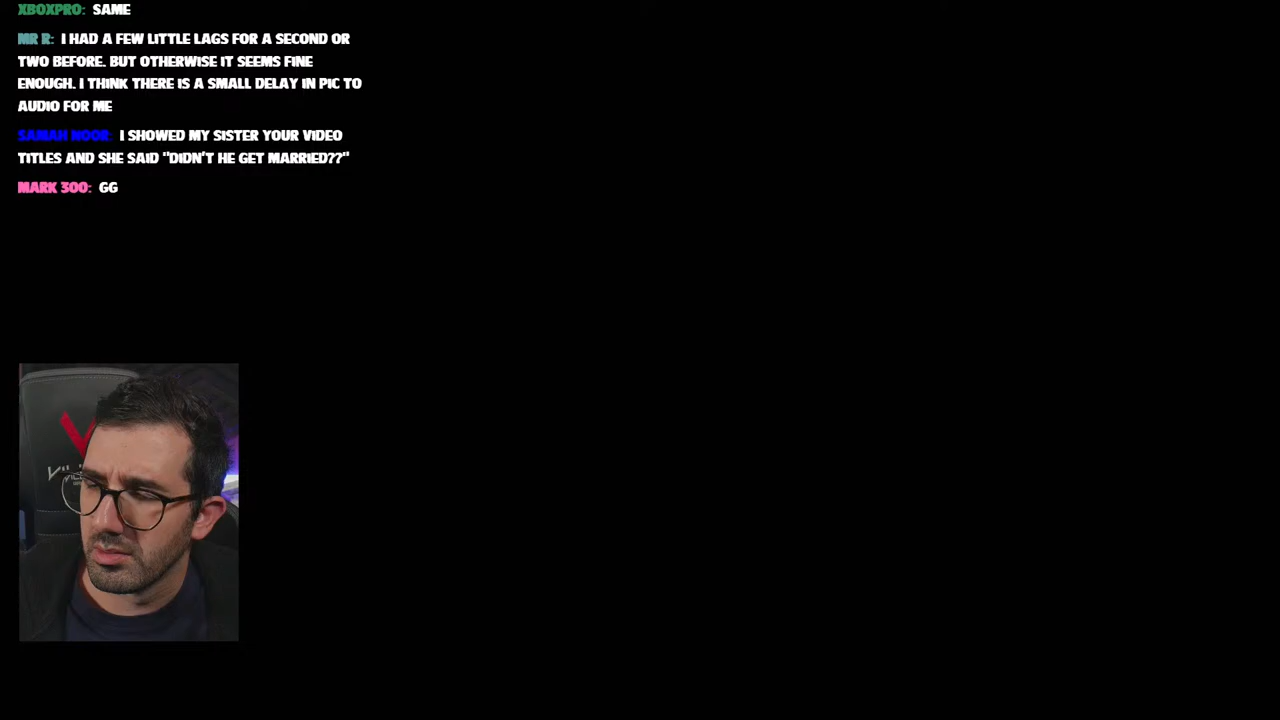 XBOXPRO: SAME
MR R: I HAD A FEW LITTLE LAGS FOR A SECOND OR
TWO BEFORE. BUT OTHERWISE IT SEEMS FINE
ENOUGH. I THINK THERE IS A SMALL DELAY IN PIC TO
AUDIO FOR ME
SAMAH NOOR: I SHOWED MY SISTER YOUR VIDEO
TITLES AND SHE SAID "DIDN'T HE GET MARRIED??"
MARK 300: GG